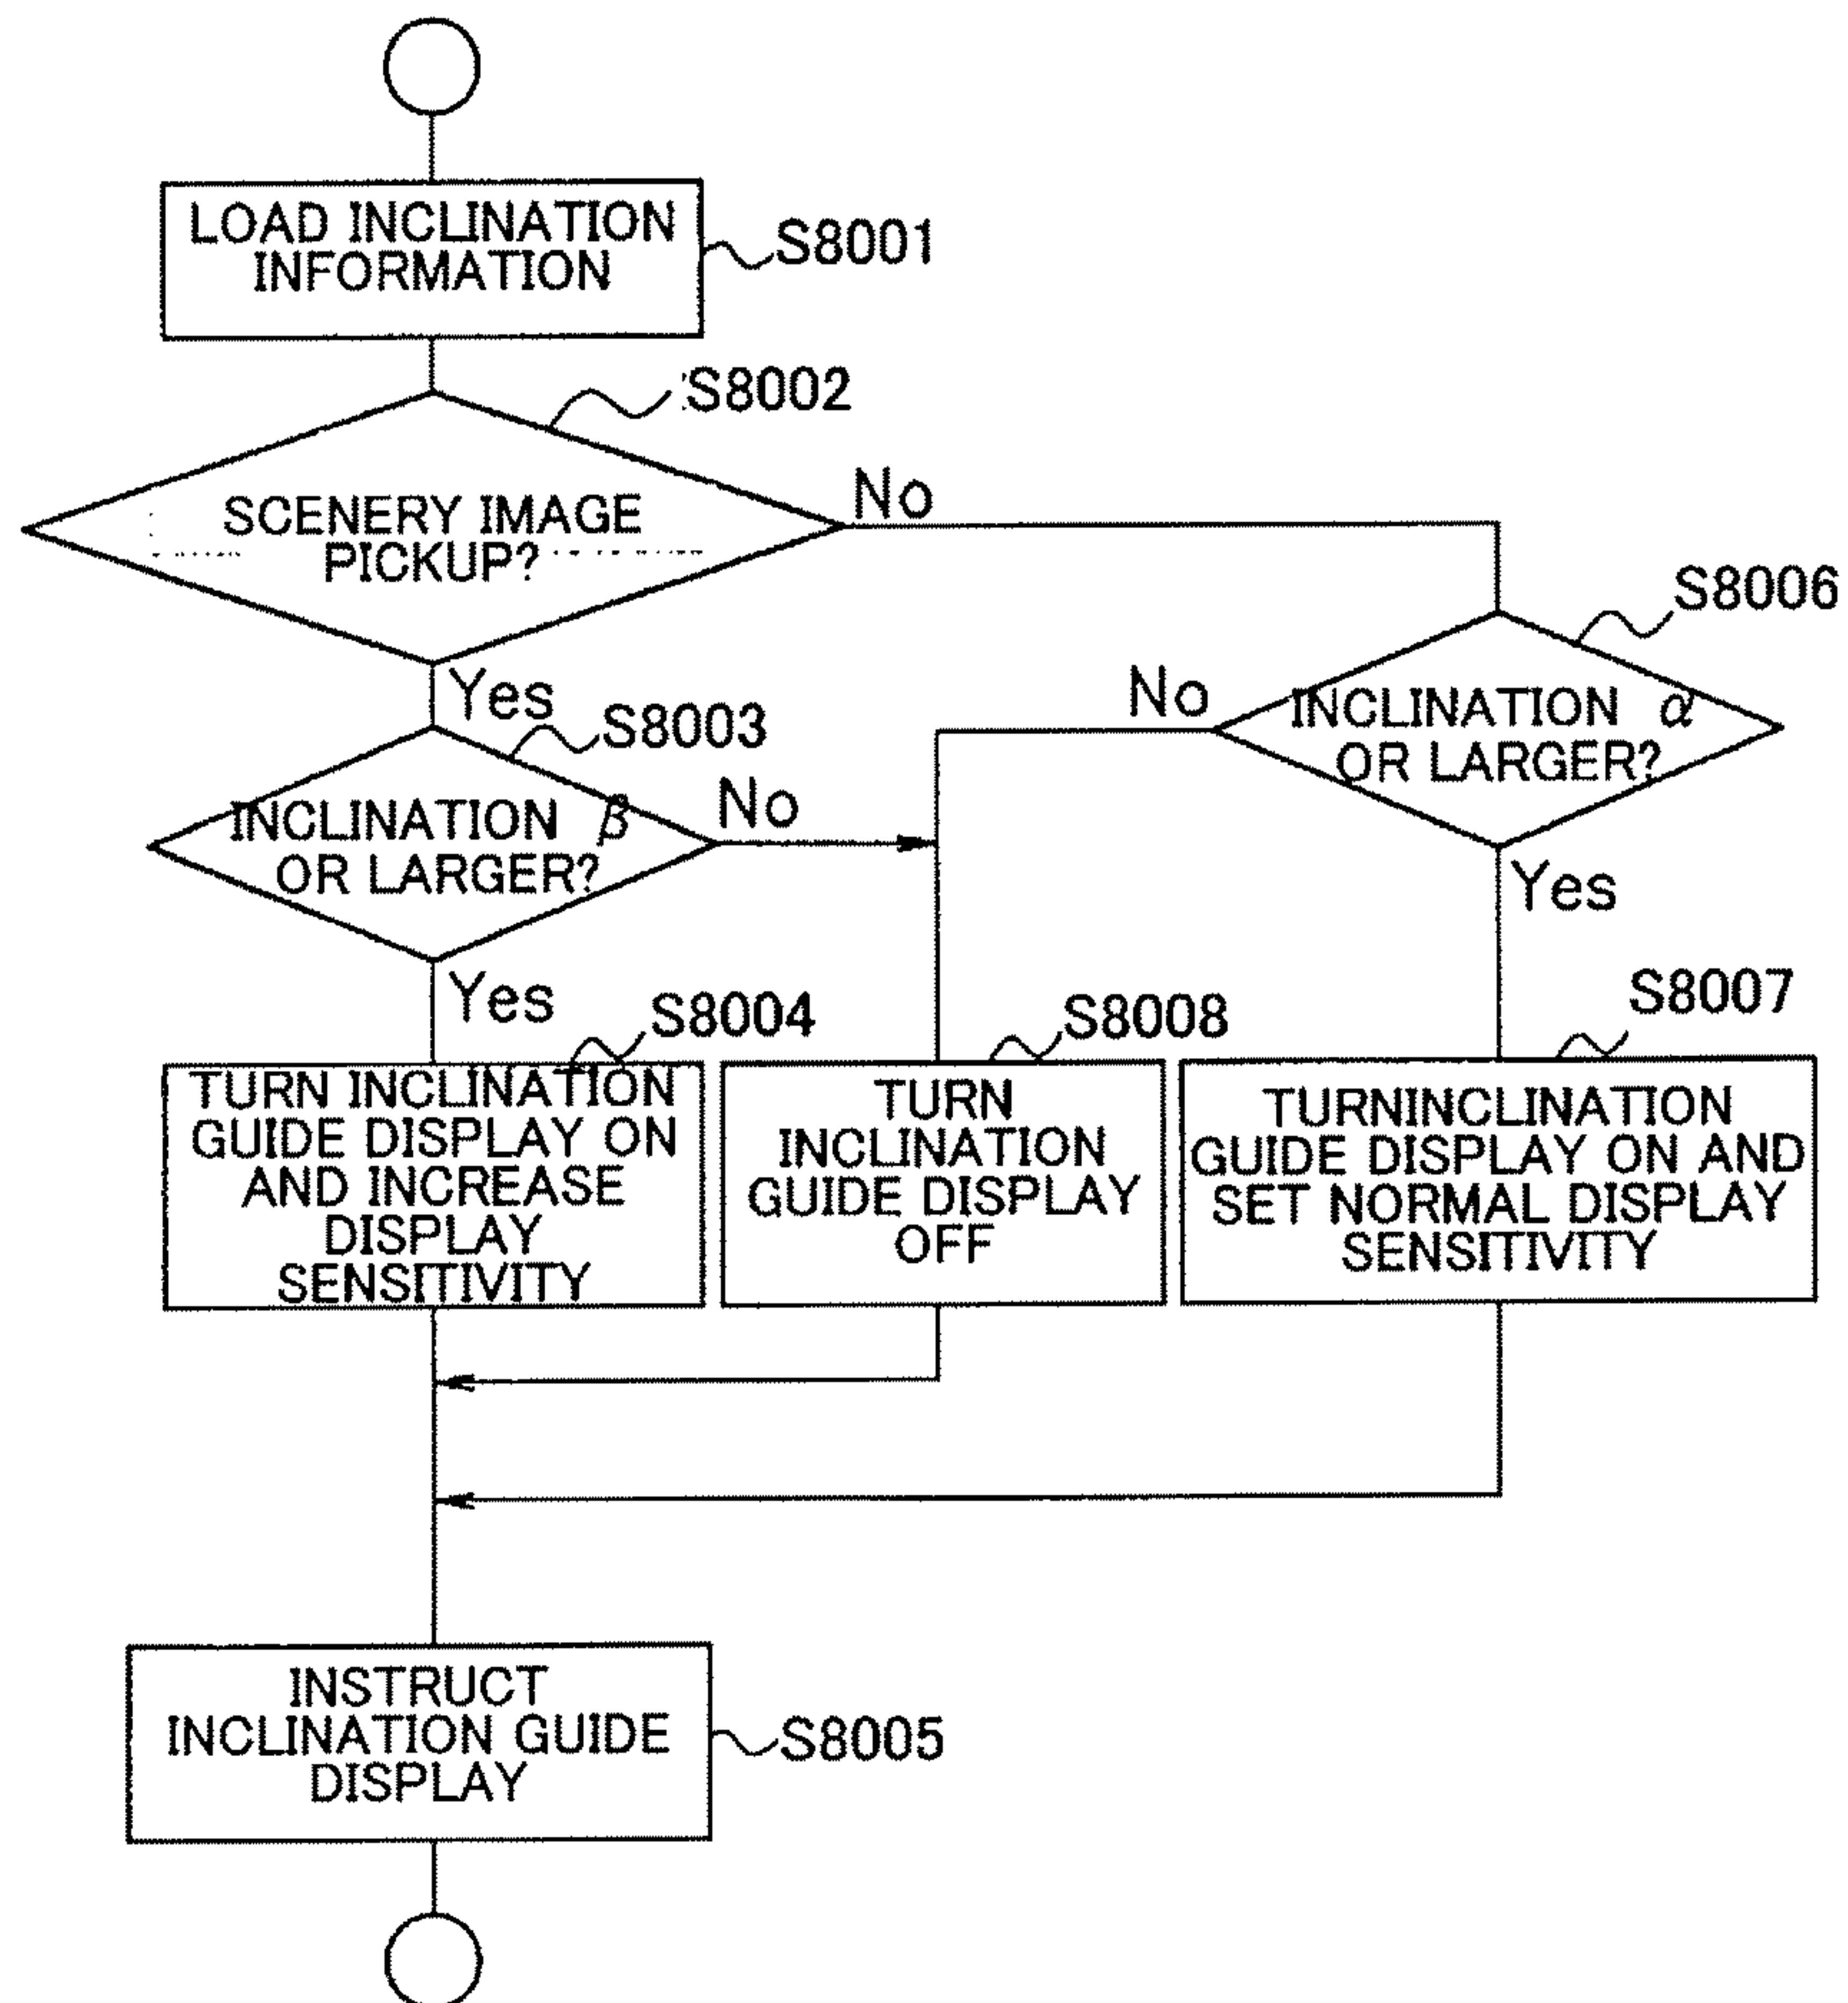 LOAD INCLINATION
INFORMATION
S8001
S8002
SCENERY IMAGE
PICKUP?
No
Yes
S8003
INCLINATION β
OR LARGER?
No
Yes
S8006
INCLINATION α
OR LARGER?
No
Yes
S8004
TURN INCLINATION
GUIDE DISPLAY ON
AND INCREASE
DISPLAY
SENSITIVITY
S8008
TURN
INCLINATION
GUIDE DISPLAY
OFF
S8007
TURNINCLINATION
GUIDE DISPLAY ON AND
SET NORMAL DISPLAY
SENSITIVITY
INSTRUCT
INCLINATION GUIDE
DISPLAY
S8005